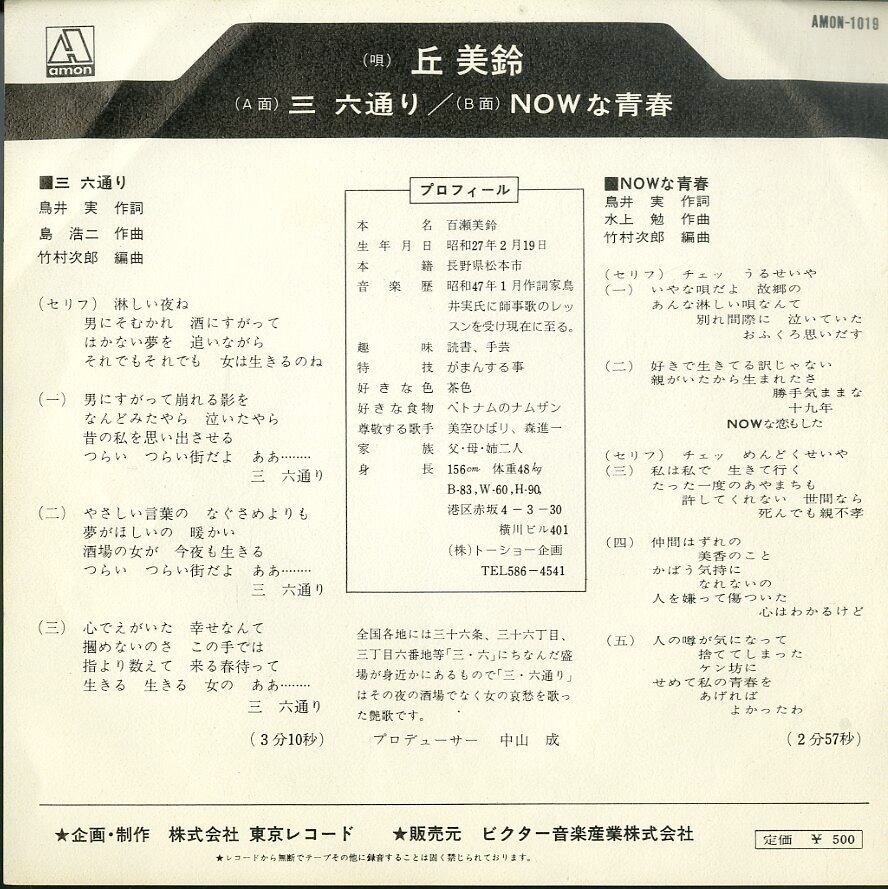 AMON-1019
amon
(唄) 丘 美鈴
(A面) 三 六通り/(B面) NOWな青春
■三 六通り
鳥井 実 作詞
島 浩二 作曲
竹村次郎 編曲
(セリフ) 淋しい夜ね
男にそむかれ 酒にすがって
はかない夢を 追いながら
それでもそれでも 女は生きるのね
(一) 男にすがって崩れる影を
なんどみたやら 泣いたやら
昔の私を思い出させる
つらい つらい街だよ ああ………
三 六通り
(二) やさしい言葉の なぐさめよりも
夢がほしいの 暖かい
酒場の女が 今夜も生きる
つらい つらい街だよ ああ………
三 六通り
(三) 心でえがいた 幸せなんて
掴めないのさ この手では
指より数えて 来る春待って
生きる 生きる 女の ああ………
三 六通り
(3分10秒)
プロフィール
本名 百瀬美鈴
生年月日 昭和27年2月19日
本籍 長野県松本市
音楽歴 昭和47年1月作詞家鳥
井実氏に師事歌のレッ
スンを受け現在に至る。
趣味 読書、手芸
特技 がまんする事
好きな色 茶色
好きな食物 ベトナムのナムザン
尊敬する歌手 美空ひばり、森進一
家族 父・母・姉二人
身長 156cm 体重48kg
B-83, W-60, H-90,
港区赤坂4-3-30
横川ビル401
(株)トーショー企画
TEL586-4541
全国各地には三十六条、三十六丁目、
三丁目六番地等「三・六」にちなんだ盛
場が身近かにあるもので「三・六通り」
はその夜の酒場でなく女の哀愁を歌っ
た艶歌です。
プロデューサー 中山 成
■NOWな青春
鳥井 実 作詞
水上 勉 作曲
竹村次郎 編曲
(セリフ) チェッ うるせいや
(一) いやな唄だよ 故郷の
あんな淋しい唄なんて
別れ間際に 泣いていた
おふくろ思いだす
(二) 好きで生きてる訳じゃない
親がいたから生まれたさ
勝手気ままな
十九年
NOWな恋もした
(セリフ) チェッ めんどくせいや
(三) 私は私で 生きて行く
たった一度のあやまちも
許してくれない 世間なら
死んでも親不孝
(四) 仲間はずれの
美香のこと
かばう気持に
なれないの
人を嫌って傷ついた
心はわかるけど
(五) 人の噂が気になって
捨ててしまった
ケン坊に
せめて私の青春を
あげれば
よかったわ
(2分57秒)
★企画・制作 株式会社 東京レコード ★販売元 ビクター音楽産業株式会社
定価 ¥ 500
★レコードから無断でテープその他に録音することは固く禁じられております。